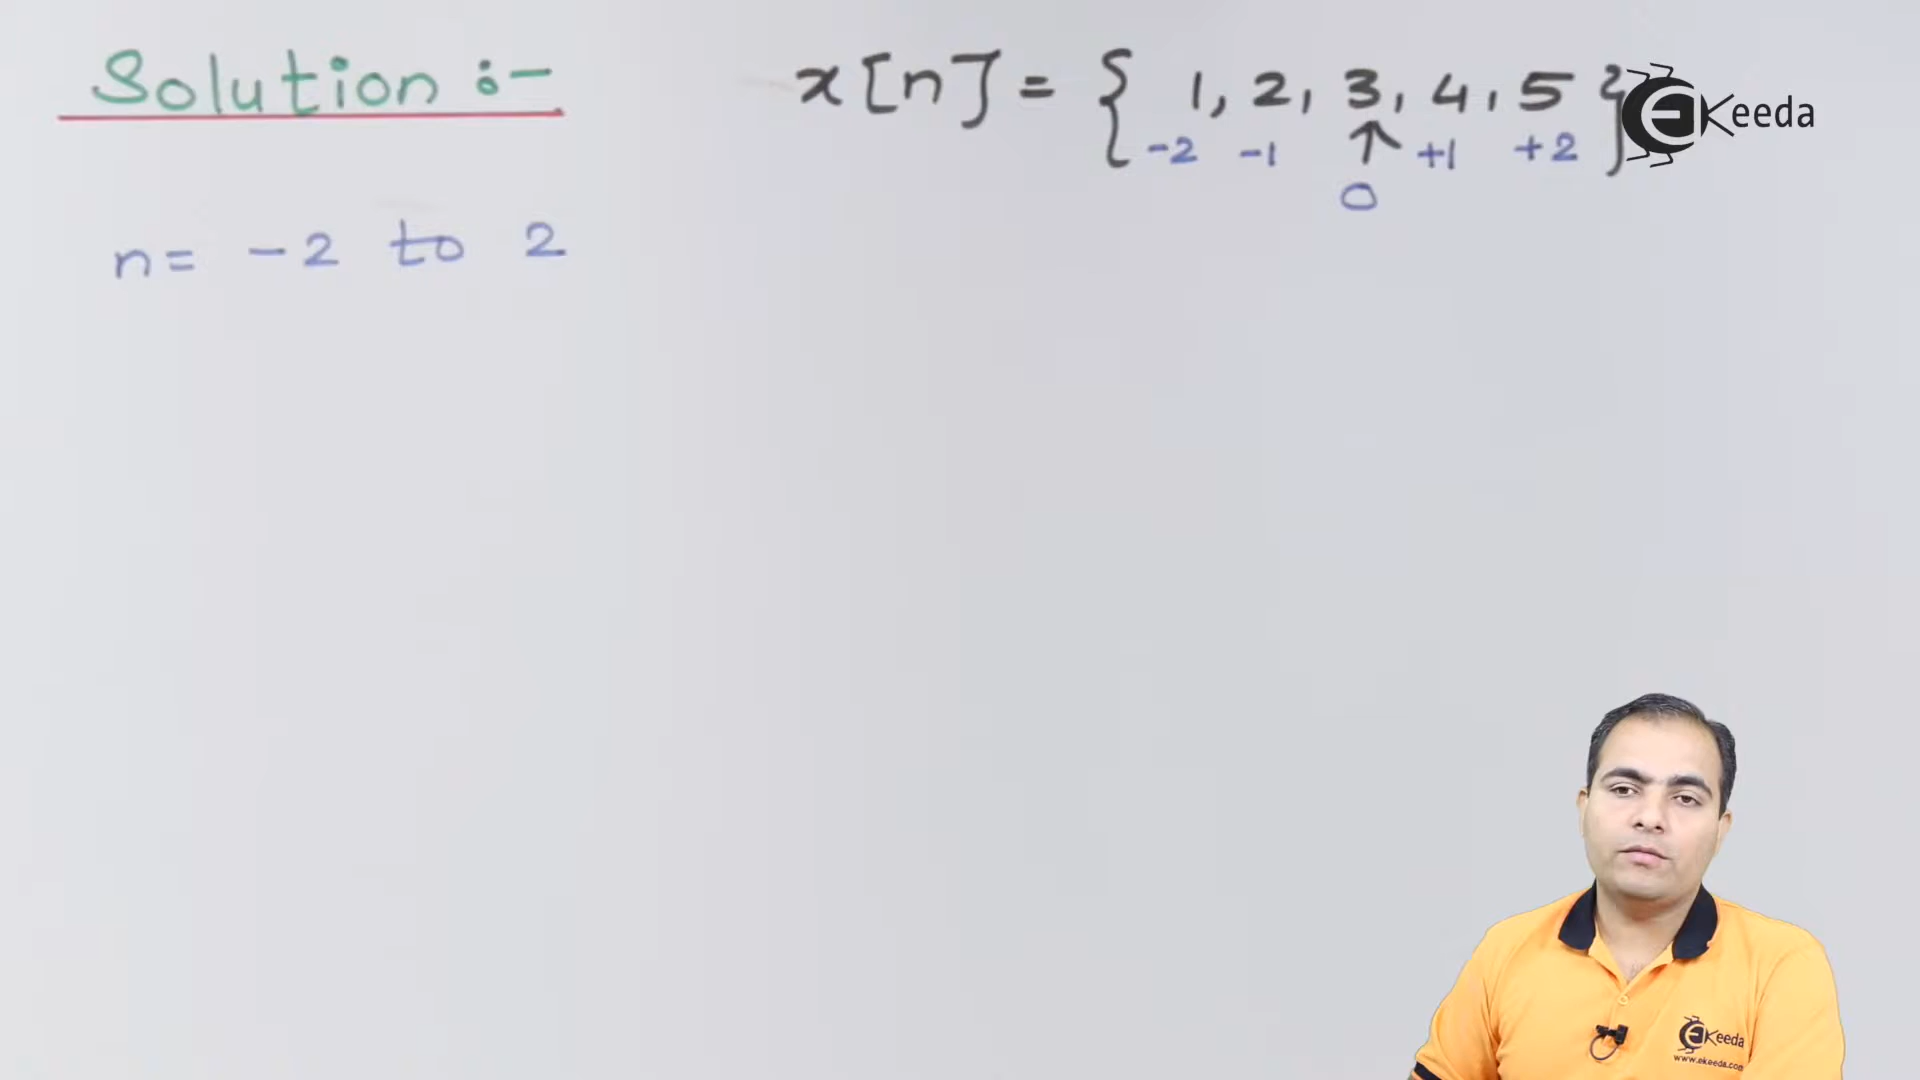 Solution :-
x[n] = { 1, 2, 3, 4, 5 }
-2 -1 ↑ +1 +2
0
n= -2 to 2
EKeeda
EKeeda
www.ekeeda.com